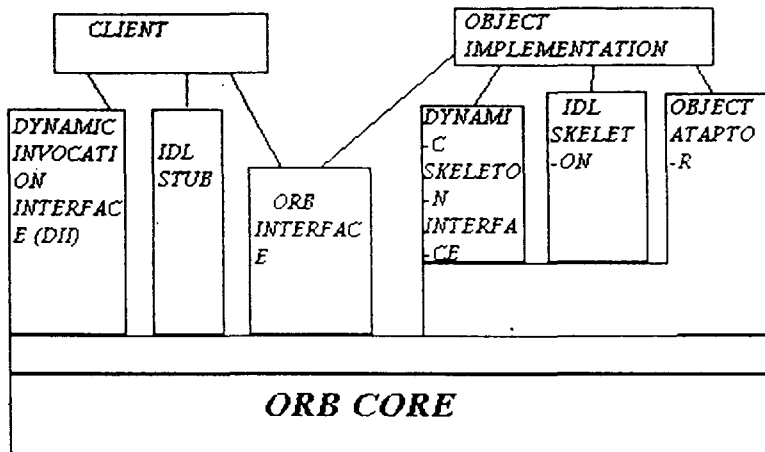 CLIENT
OBJECT
IMPLEMENTATION
DYNAMIC
INVOCATI
ON
INTERFAC
E (DII)
IDL
STUB
ORB
INTERFAC
E
DYNAMI
-C
SKELETO
-N
INTERFA
-CE
IDL
SKELET
-ON
OBJECT
ATAPTO
-R
ORB CORE